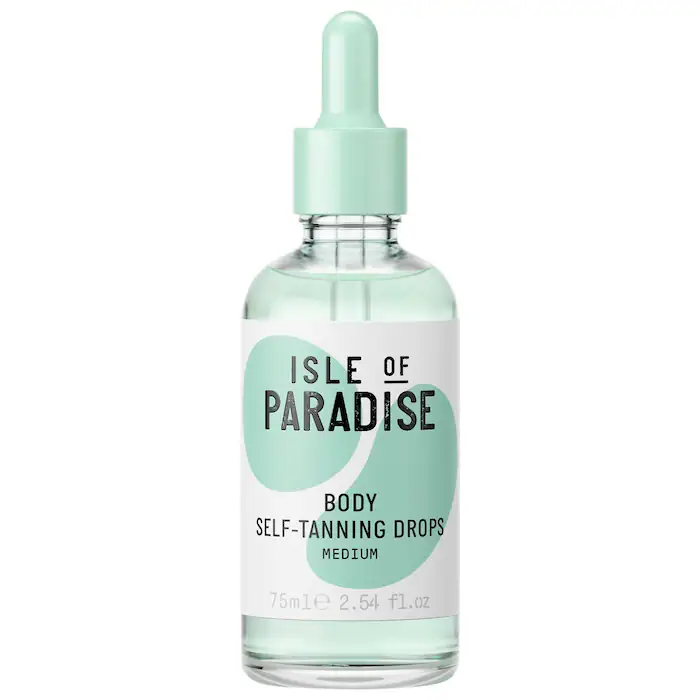 ISLE OF
PARADISE
BODY
SELF-TANNING DROPS
MEDIUM
75ml℮ 2.54 fl.oz